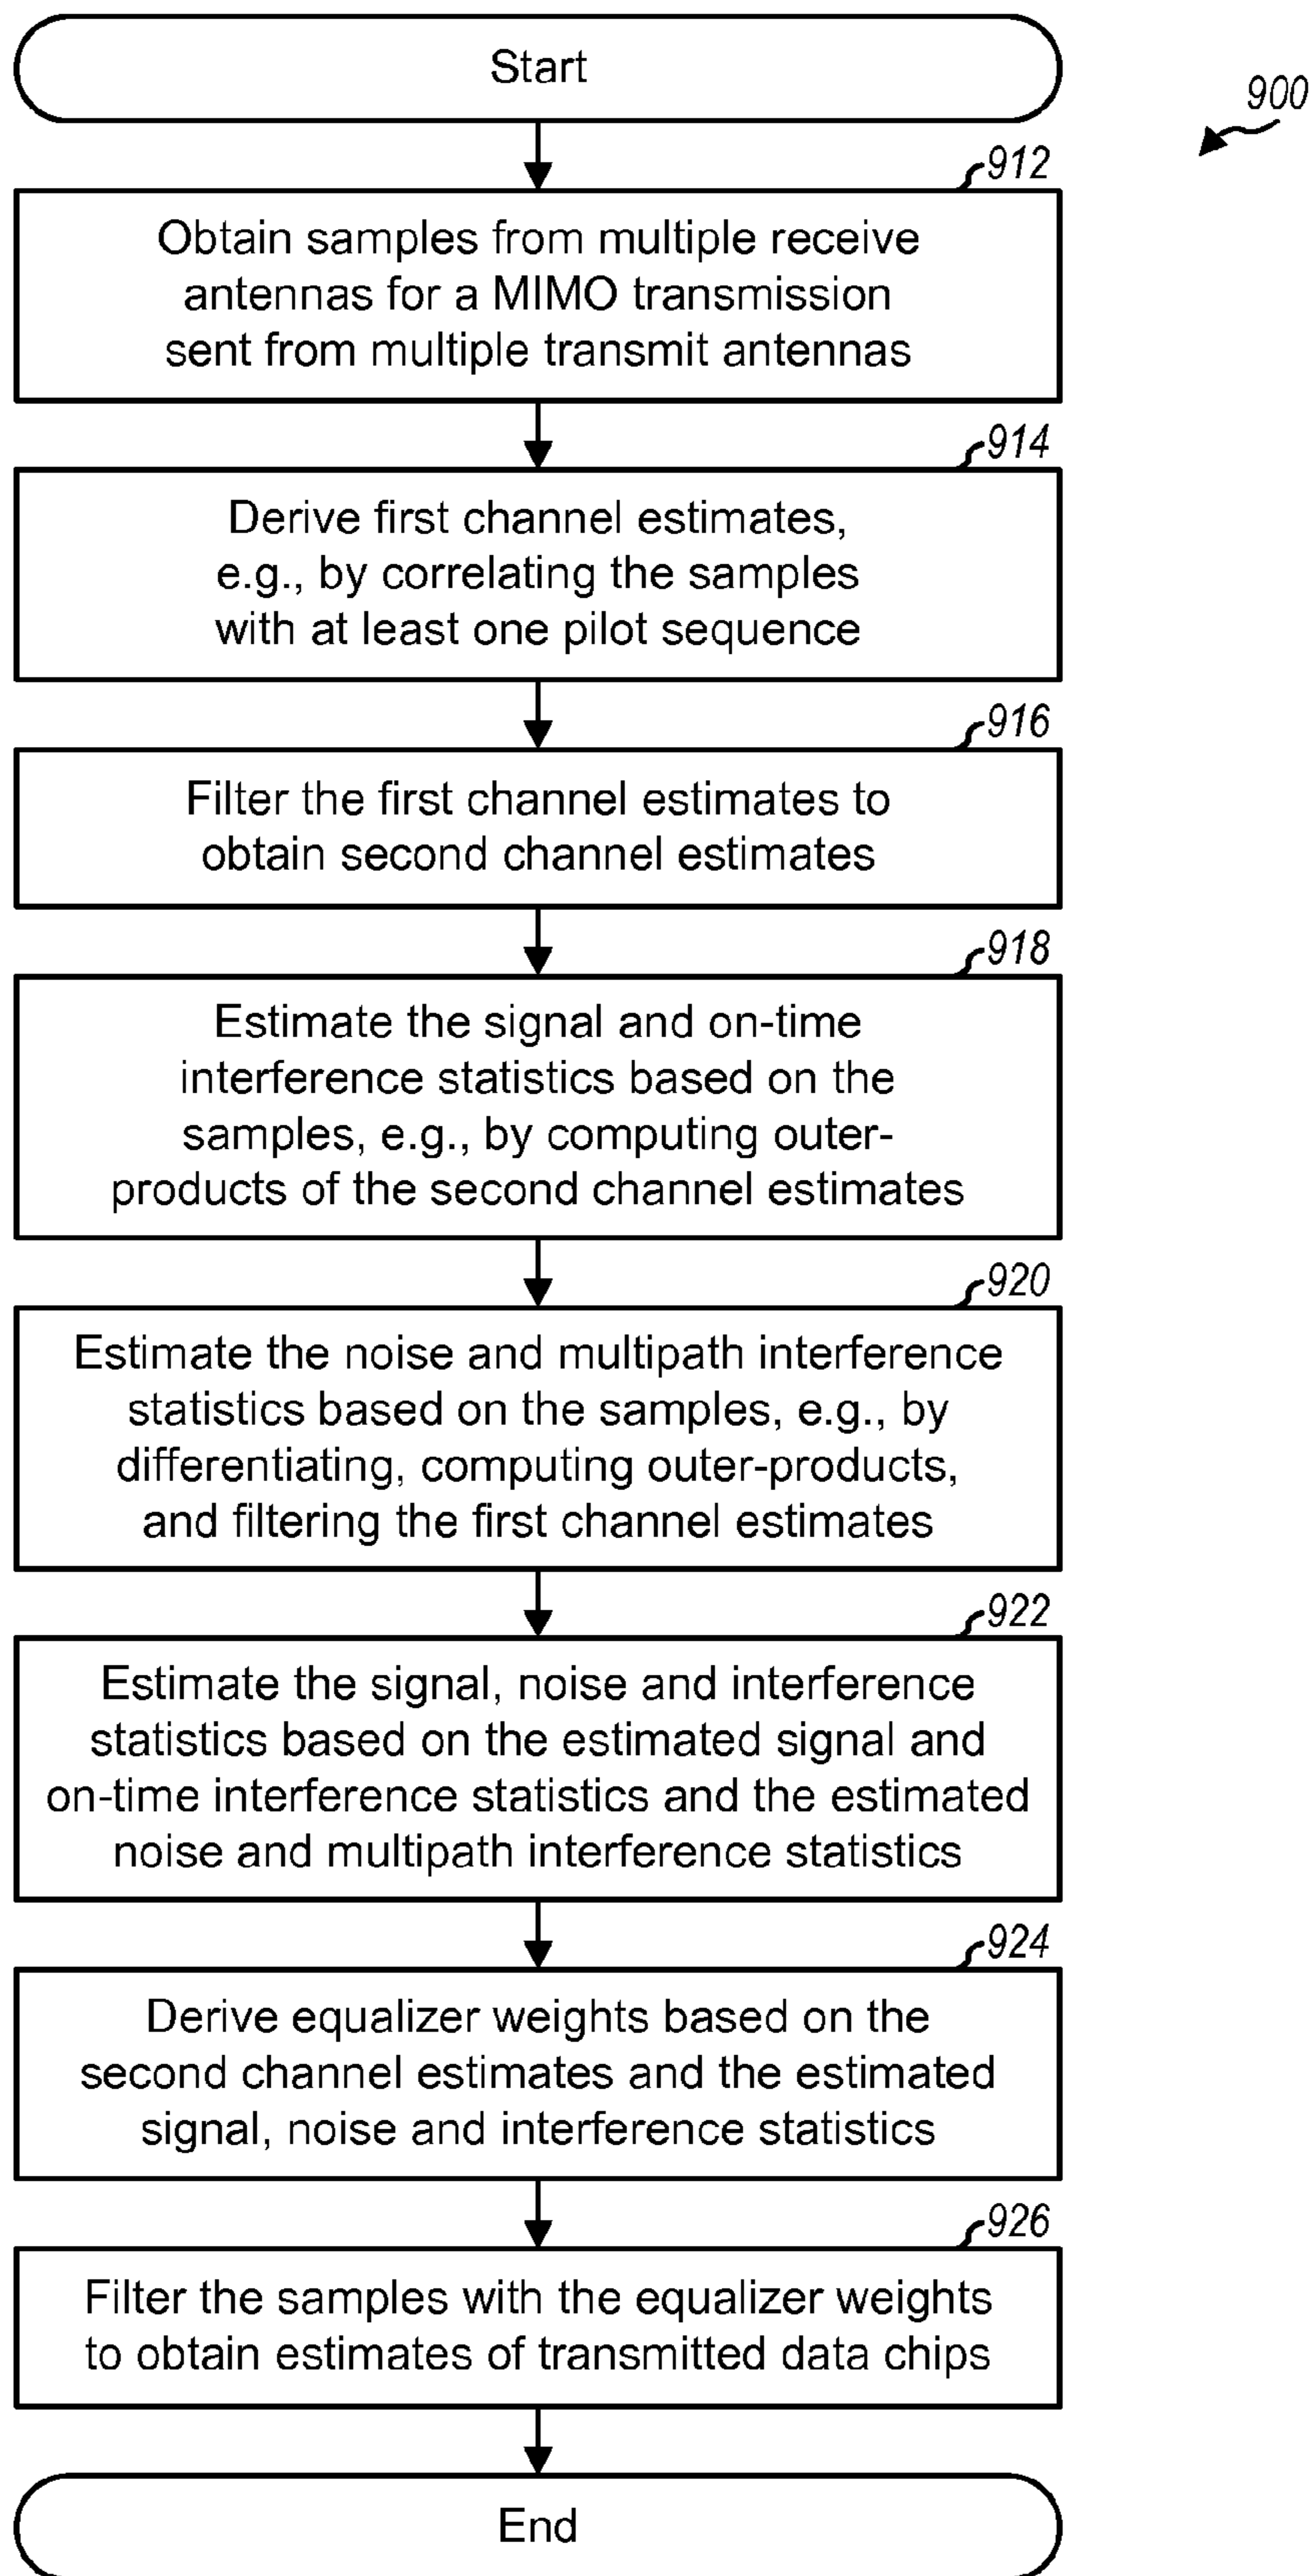 Start
900
912
Obtain samples from multiple receive
antennas for a MIMO transmission
sent from multiple transmit antennas
914
Derive first channel estimates,
e.g., by correlating the samples
with at least one pilot sequence
916
Filter the first channel estimates to
obtain second channel estimates
918
Estimate the signal and on-time
interference statistics based on the
samples, e.g., by computing outer-
products of the second channel estimates
920
Estimate the noise and multipath interference
statistics based on the samples, e.g., by
differentiating, computing outer-products,
and filtering the first channel estimates
922
Estimate the signal, noise and interference
statistics based on the estimated signal and
on-time interference statistics and the estimated
noise and multipath interference statistics
924
Derive equalizer weights based on the
second channel estimates and the estimated
signal, noise and interference statistics
926
Filter the samples with the equalizer weights
to obtain estimates of transmitted data chips
End